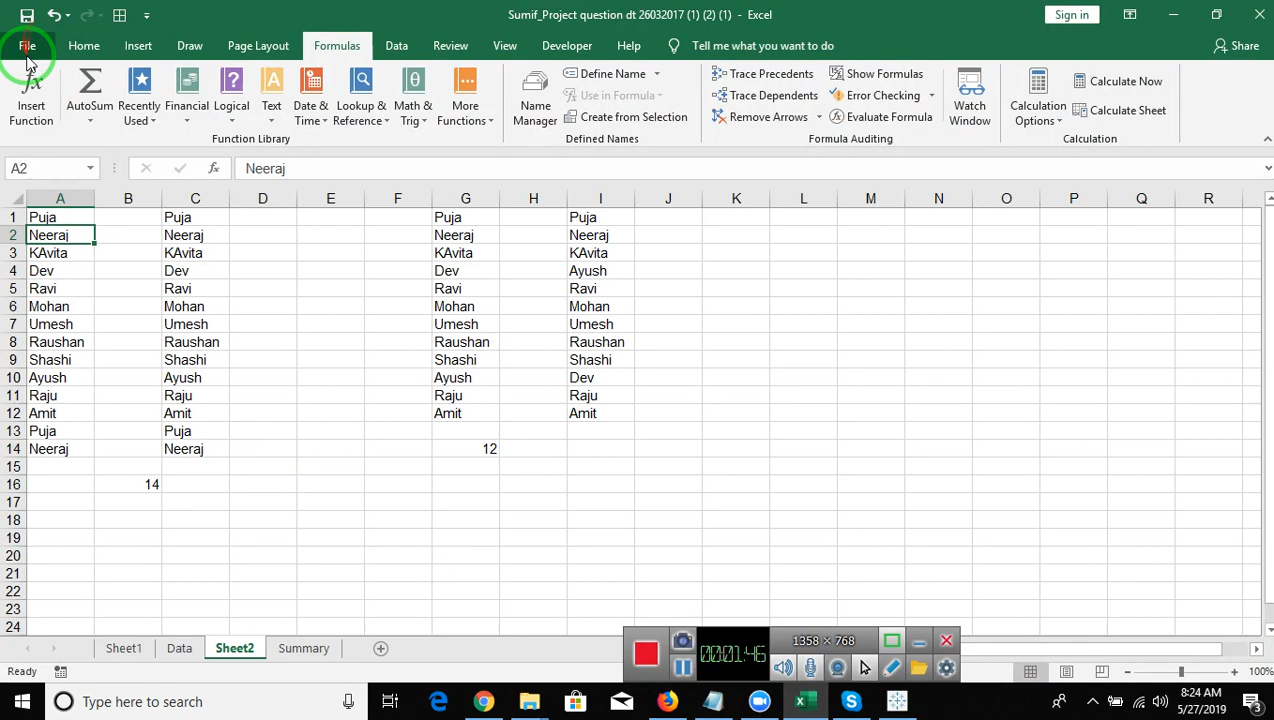 Sumif_Project question dt 26032017 (1) (2) (1) - Excel
Sign in
File Home Insert Draw Page Layout Formulas Data Review View Developer Help Tell me what you want to do Share
Insert Function
AutoSum
Recently Used
Financial
Logical
Text
Date & Time
Lookup & Reference
Math & Trig
More Functions
Function Library
Name Manager
Define Name
Use in Formula
Create from Selection
Defined Names
Trace Precedents
Trace Dependents
Remove Arrows
Show Formulas
Error Checking
Evaluate Formula
Formula Auditing
Watch Window
Calculation Options
Calculate Now
Calculate Sheet
Calculation
A2 fx Neeraj
A B C D E F G H I J K L M N O P Q R
1 Puja Puja Puja Puja
2 Neeraj Neeraj Neeraj Neeraj
3 KAvita KAvita KAvita KAvita
4 Dev Dev Dev Ayush
5 Ravi Ravi Ravi Ravi
6 Mohan Mohan Mohan Mohan
7 Umesh Umesh Umesh Umesh
8 Raushan Raushan Raushan Raushan
9 Shashi Shashi Shashi Shashi
10 Ayush Ayush Ayush Dev
11 Raju Raju Raju Raju
12 Amit Amit Amit Amit
13 Puja Puja
14 Neeraj Neeraj 12
15
16 14
17
18
19
20
21
22
23
24
Sheet1 Data Sheet2 Summary
1358 × 768
00:01:46
Ready
100%
Type here to search
8:24 AM
5/27/2019
3